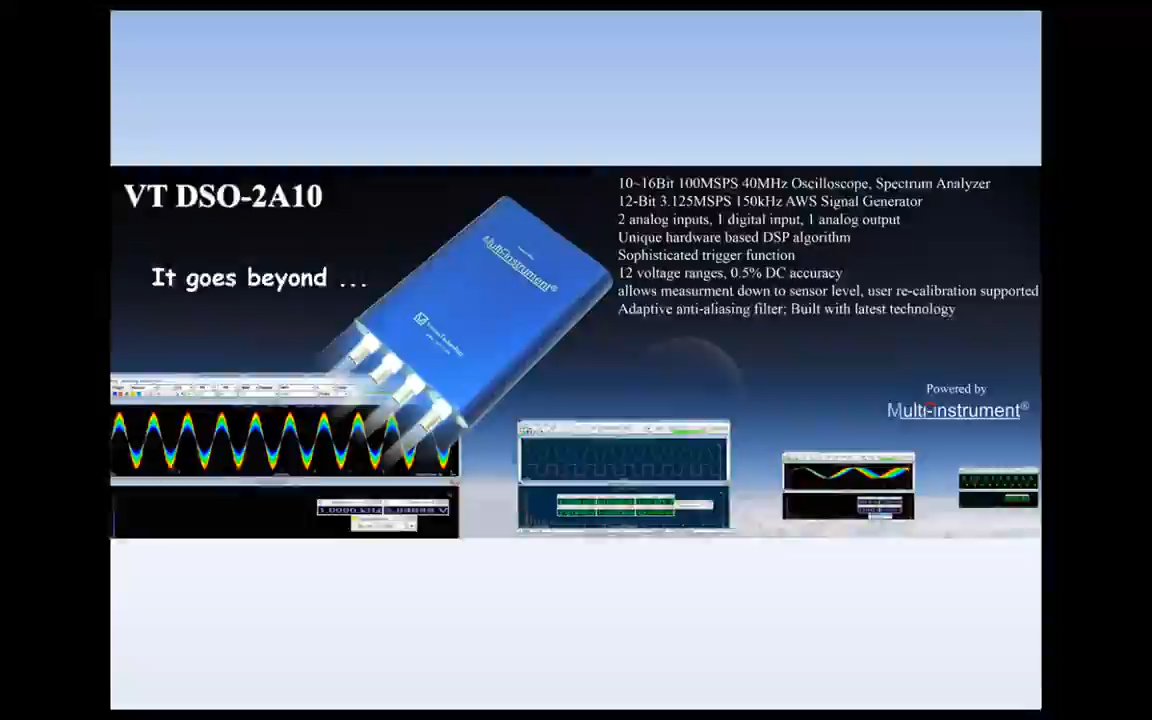 VT DSO-2A10
It goes beyond ...
10~16Bit 100MSPS 40MHz Oscilloscope, Spectrum Analyzer
12-Bit 3.125MSPS 150kHz AWS Signal Generator
2 analog inputs, 1 digital input, 1 analog output
Unique hardware based DSP algorithm
Sophisticated trigger function
12 voltage ranges, 0.5% DC accuracy
allows measurment down to sensor level, user re-calibration supported
Adaptive anti-aliasing filter; Built with latest technology
Multi-Instrument®
Powered by
Multi-Instrument®